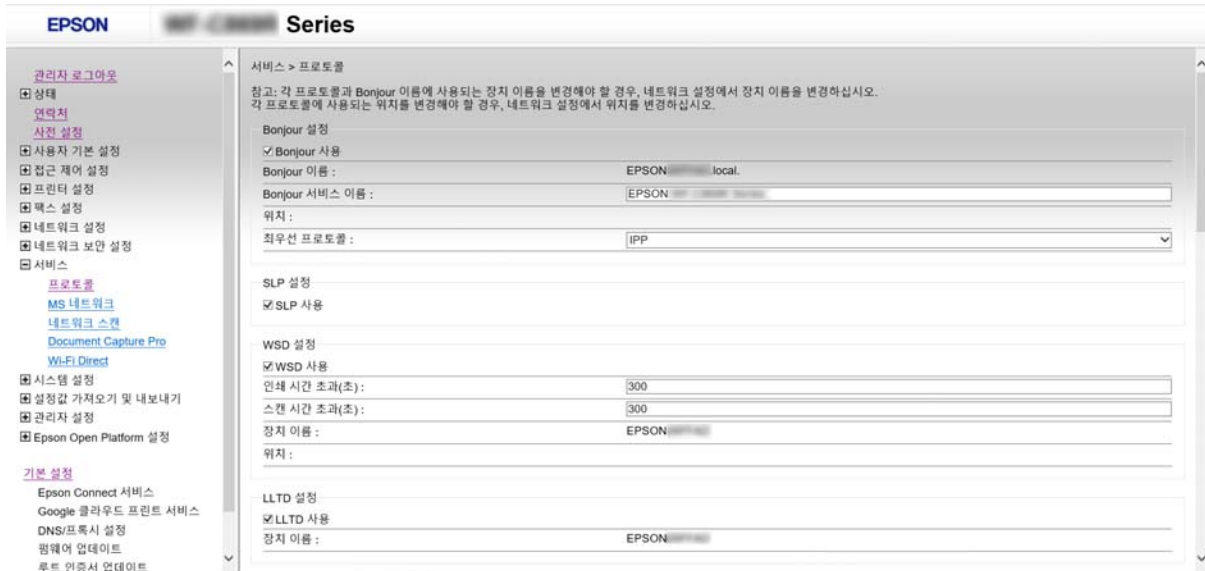 EPSON Series
관리자 로그아웃
상태
연락처
사전 설정
사용자 기본 설정
접근 제어 설정
프린터 설정
팩스 설정
네트워크 설정
네트워크 보안 설정
서비스
프로토콜
MS 네트워크
네트워크 스캔
Document Capture Pro
Wi-Fi Direct
시스템 설정
설정값 가져오기 및 내보내기
관리자 설정
Epson Open Platform 설정
기본 설정
Epson Connect 서비스
Google 클라우드 프린트 서비스
DNS/프록시 설정
펌웨어 업데이트
루트 인증서 업데이트
서비스 > 프로토콜
참고: 각 프로토콜과 Bonjour 이름에 사용되는 장치 이름을 변경해야 할 경우, 네트워크 설정에서 장치 이름을 변경하십시오.
각 프로토콜에 사용되는 위치를 변경해야 할 경우, 네트워크 설정에서 위치를 변경하십시오.
Bonjour 설정
Bonjour 사용
Bonjour 이름 : EPSON .local.
Bonjour 서비스 이름 : EPSON
위치 :
최우선 프로토콜 : IPP
SLP 설정
SLP 사용
WSD 설정
WSD 사용
인쇄 시간 초과(초) : 300
스캔 시간 초과(초) : 300
장치 이름 : EPSON
위치 :
LLTD 설정
LLTD 사용
장치 이름 : EPSON